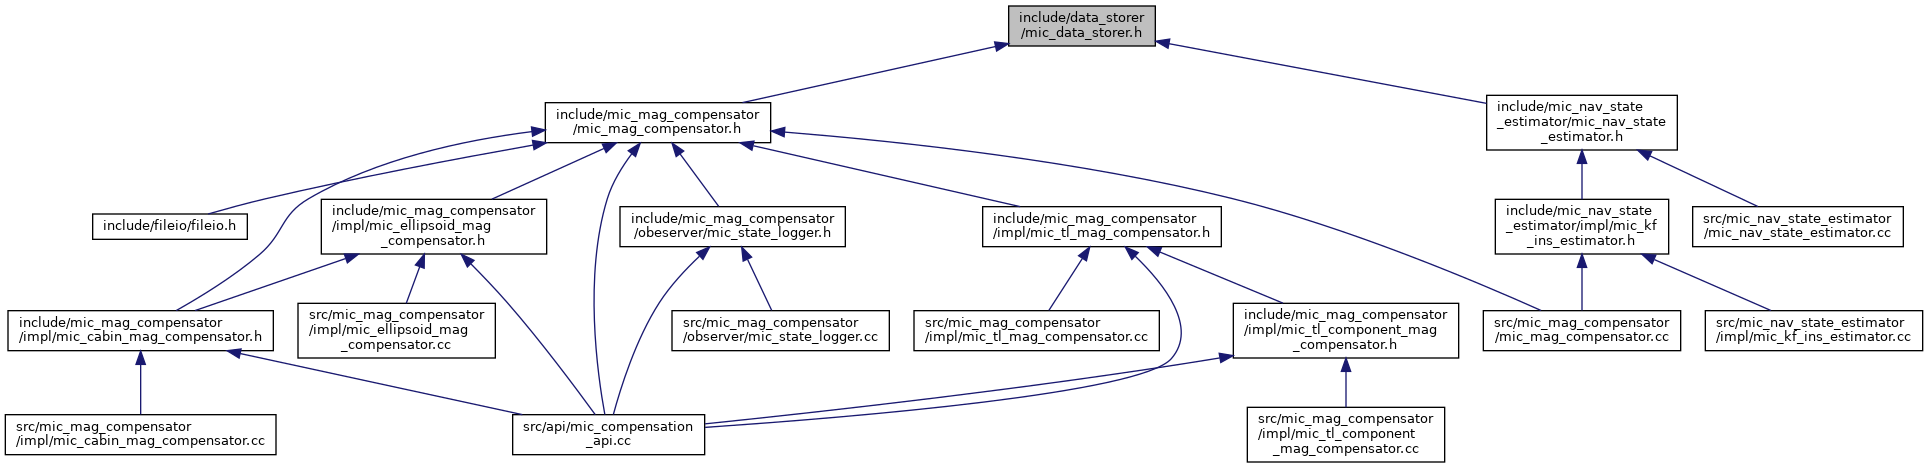 include/data_storer
/mic_data_storer.h
include/mic_mag_compensator
/mic_mag_compensator.h
include/mic_nav_state
_estimator/mic_nav_state
_estimator.h
include/fileio/fileio.h
include/mic_mag_compensator
/impl/mic_ellipsoid_mag
_compensator.h
include/mic_mag_compensator
/obeserver/mic_state_logger.h
include/mic_mag_compensator
/impl/mic_tl_mag_compensator.h
include/mic_nav_state
_estimator/impl/mic_kf
_ins_estimator.h
src/mic_nav_state_estimator
/mic_nav_state_estimator.cc
include/mic_mag_compensator
/impl/mic_cabin_mag_compensator.h
src/mic_mag_compensator
/impl/mic_ellipsoid_mag
_compensator.cc
src/mic_mag_compensator
/observer/mic_state_logger.cc
src/mic_mag_compensator
/impl/mic_tl_mag_compensator.cc
include/mic_mag_compensator
/impl/mic_tl_component_mag
_compensator.h
src/mic_mag_compensator
/mic_mag_compensator.cc
src/mic_nav_state_estimator
/impl/mic_kf_ins_estimator.cc
src/mic_mag_compensator
/impl/mic_cabin_mag_compensator.cc
src/api/mic_compensation
_api.cc
src/mic_mag_compensator
/impl/mic_tl_component
_mag_compensator.cc